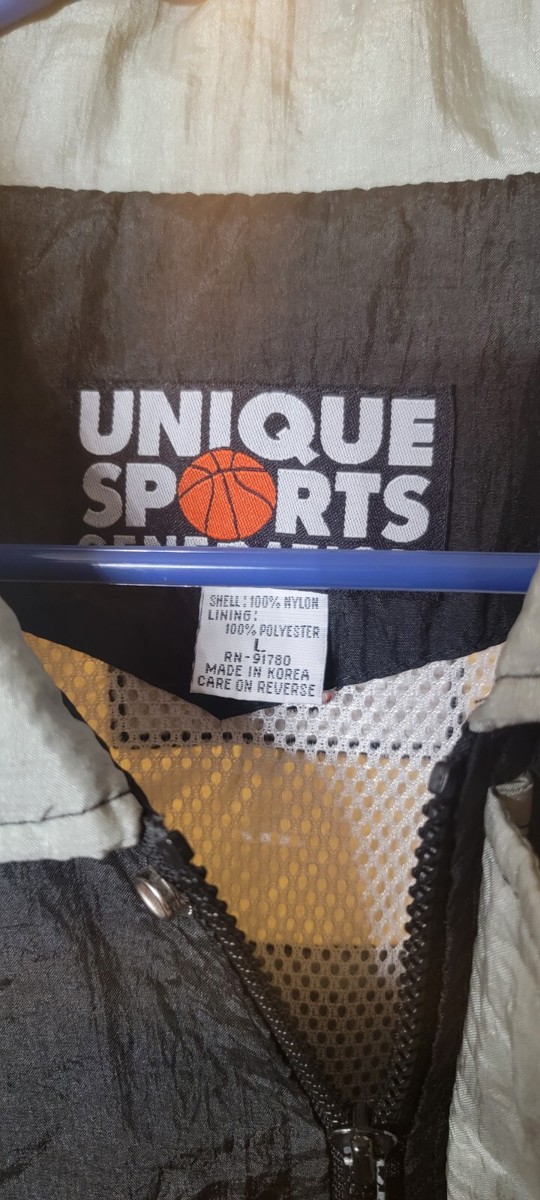 UNIQUE
SPORTS
SHELL: 100% NYLON
LINING:
100% POLYESTER
L
RN-91780
MADE IN KOREA
CARE ON REVERSE